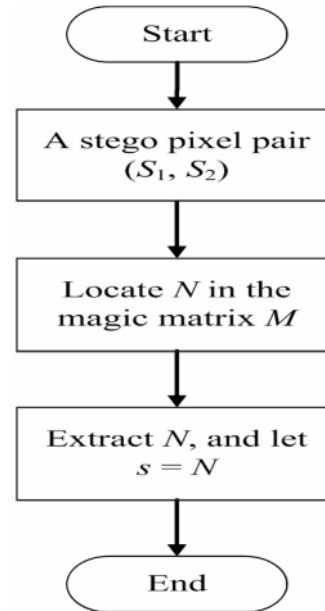 Start
A stego pixel pair
(S₁, S₂)
Locate N in the
magic matrix M
Extract N, and let
s = N
End